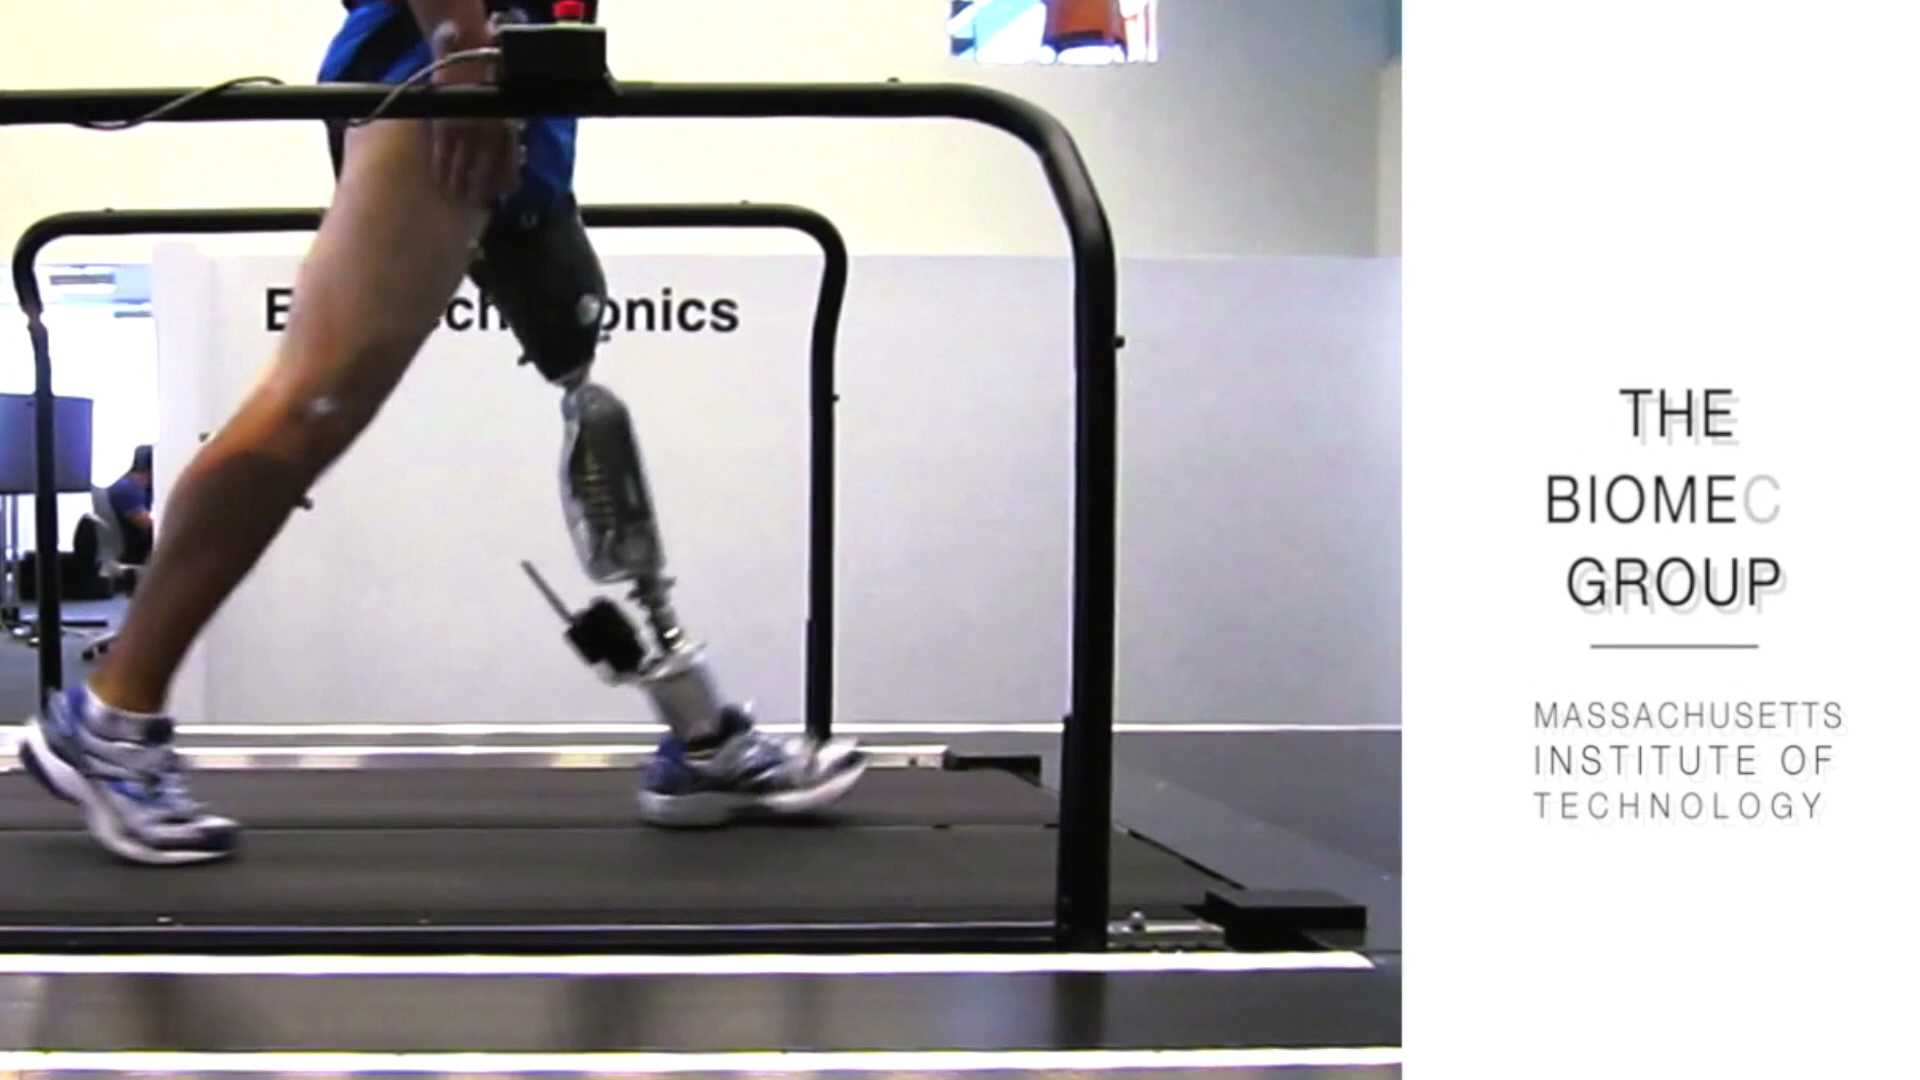 THE
BIOMEC
GROUP
MASSACHUSETTS
INSTITUTE OF
TECHNOLOGY